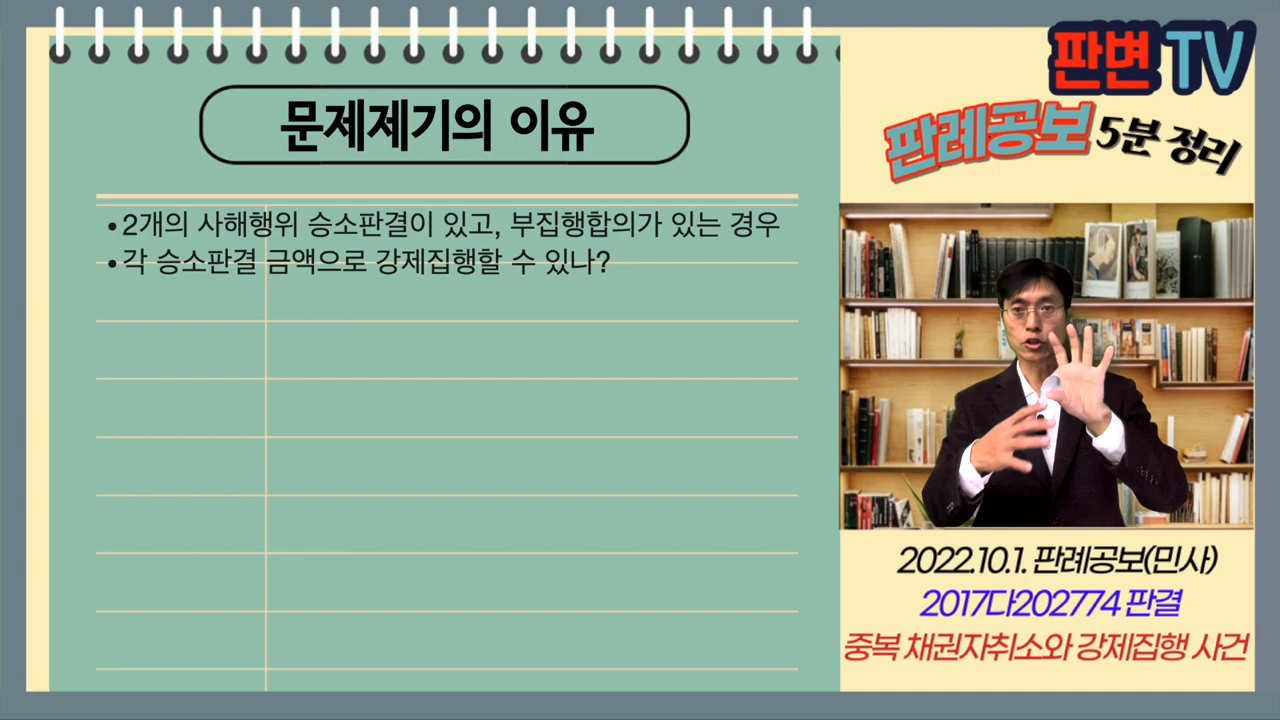 문제제기의 이유
•2개의 사해행위 승소판결이 있고, 부집행합의가 있는 경우
•각 승소판결 금액으로 강제집행할 수 있나?
판변 TV
판례공보 5분 정리
2022.10.1. 판례공보(민사)
2017다202774 판결
중복 채권자취소와 강제집행 사건